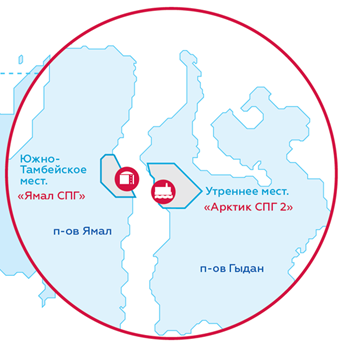 Южно-
Тамбейское
мест.
«Ямал СПГ»
Утреннее мест.
«Арктик СПГ 2»
п-ов Ямал
п-ов Гыдан